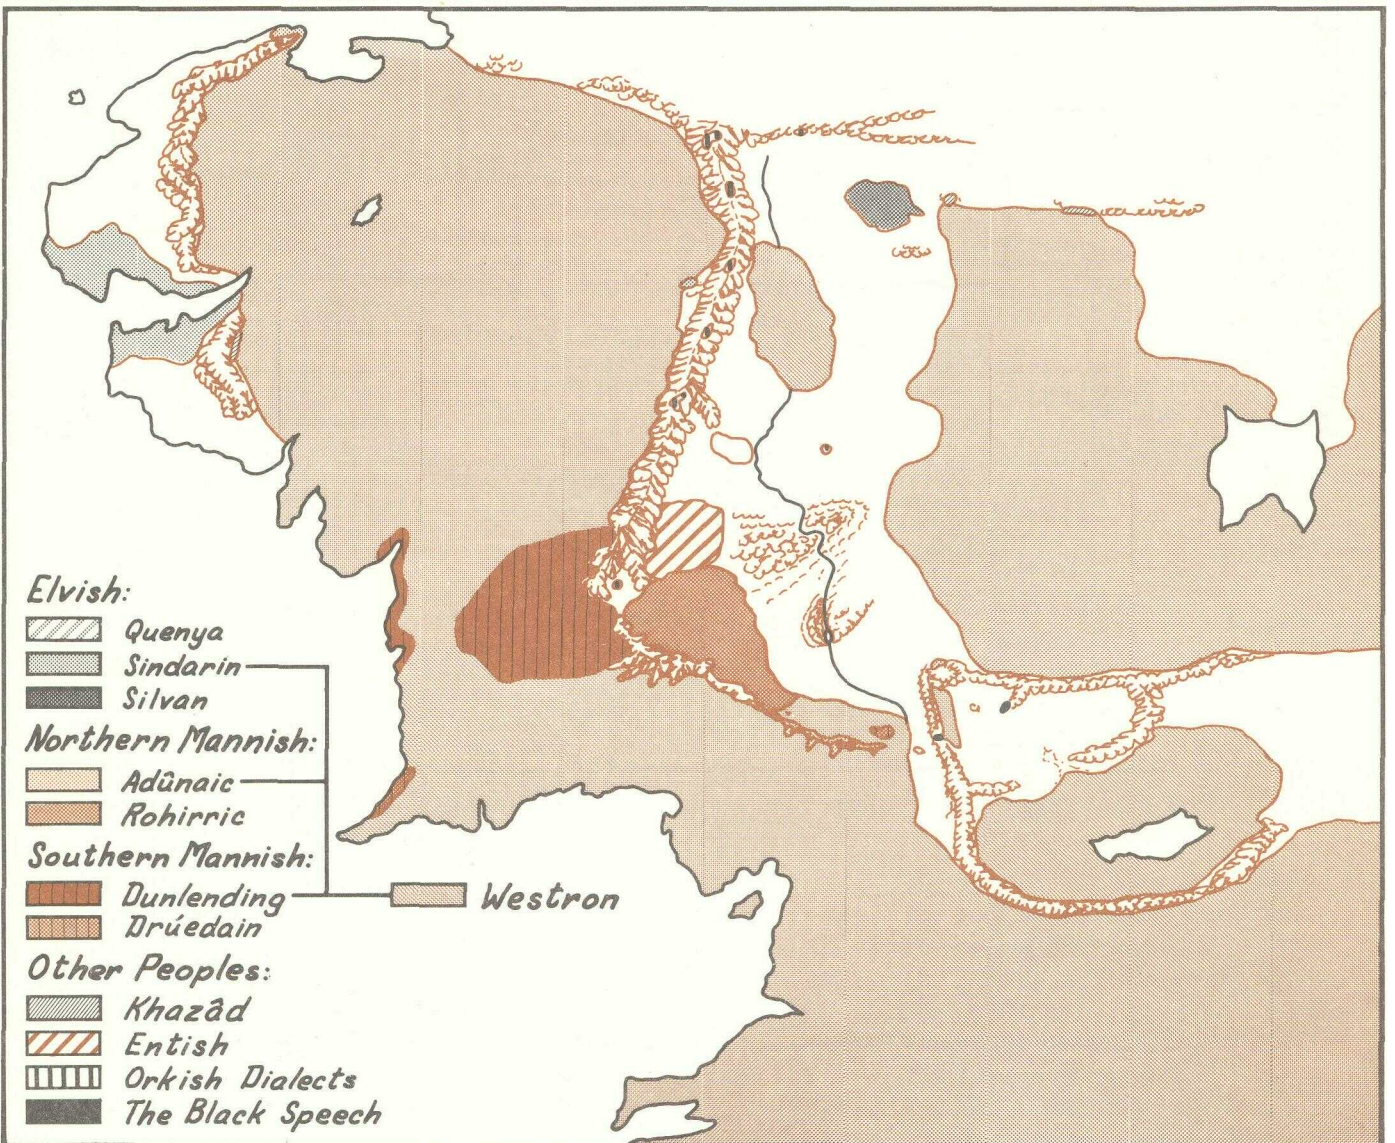 Elvish:
Quenya
Sindarin
Silvan
Northern Mannish:
Adûnaic
Rohirric
Southern Mannish:
Dunlending
Westron
Drúedain
Other Peoples:
Khazâd
Entish
Orkish Dialects
The Black Speech